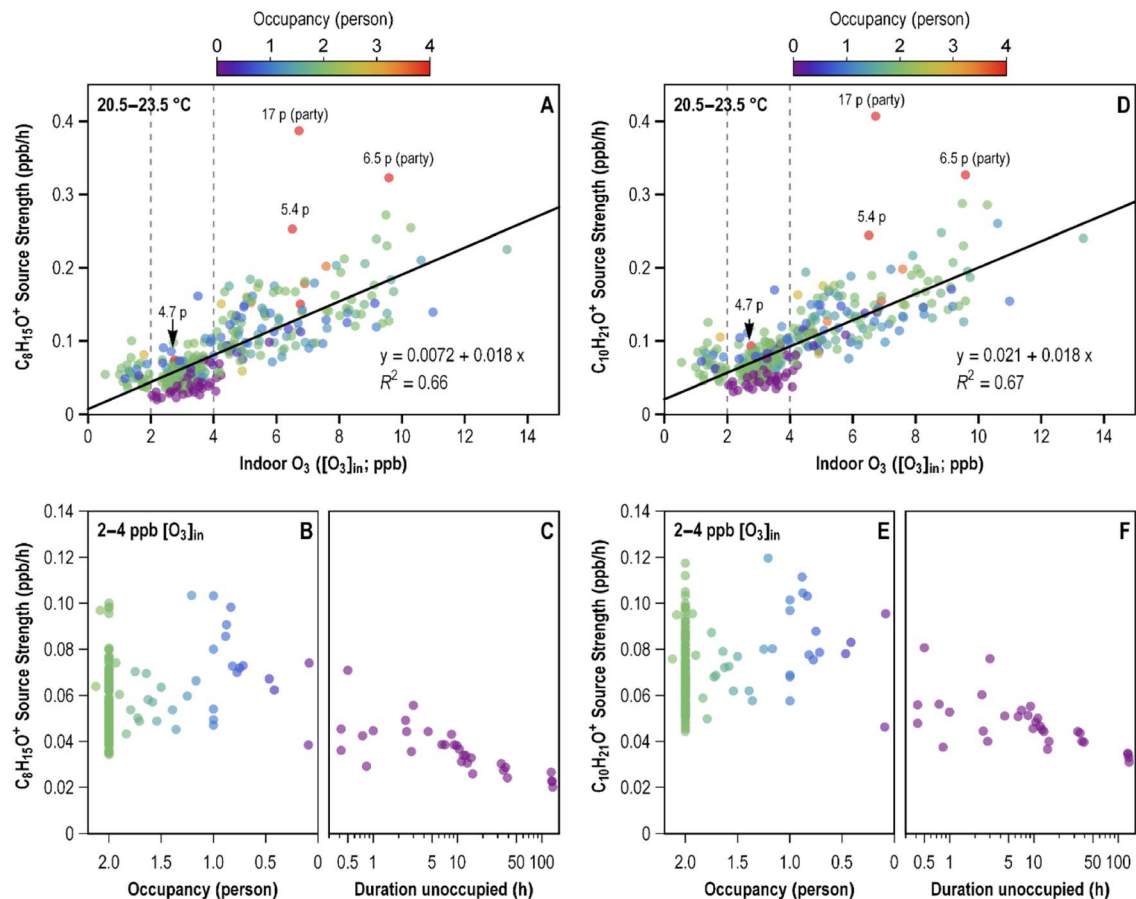 Occupancy (person)
0 1 2 3 4
20.5–23.5 °C
A
17 p (party)
6.5 p (party)
5.4 p
4.7 p
y = 0.0072 + 0.018 x
R² = 0.66
0.4
0.3
0.2
0.1
0
C₈H₁₅O⁺ Source Strength (ppb/h)
0 2 4 6 8 10 12 14
Indoor O₃ ([O₃]in; ppb)
Occupancy (person)
0 1 2 3 4
20.5–23.5 °C
D
17 p (party)
6.5 p (party)
5.4 p
4.7 p
y = 0.021 + 0.018 x
R² = 0.67
0.4
0.3
0.2
0.1
0
C₁₀H₂₁O⁺ Source Strength (ppb/h)
0 2 4 6 8 10 12 14
Indoor O₃ ([O₃]in; ppb)
2–4 ppb [O₃]in
B
C
0.14
0.12
0.10
0.08
0.06
0.04
0.02
0
C₈H₁₅O⁺ Source Strength (ppb/h)
2.0 1.5 1.0 0.5 0
Occupancy (person)
0.5 1 5 10 50 100
Duration unoccupied (h)
2–4 ppb [O₃]in
E
F
0.14
0.12
0.10
0.08
0.06
0.04
0.02
0
C₁₀H₂₁O⁺ Source Strength (ppb/h)
2.0 1.5 1.0 0.5 0
Occupancy (person)
0.5 1 5 10 50 100
Duration unoccupied (h)